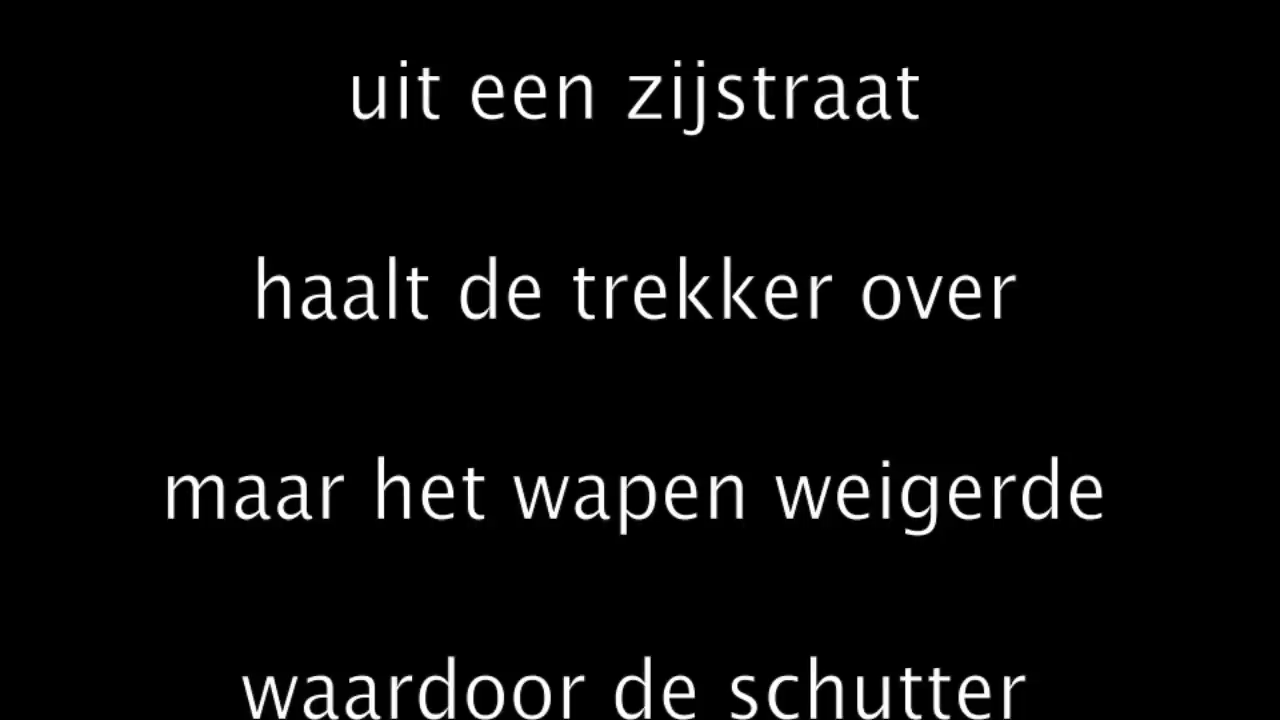 uit een zijstraat
haalt de trekker over
maar het wapen weigerde
waardoor de schutter